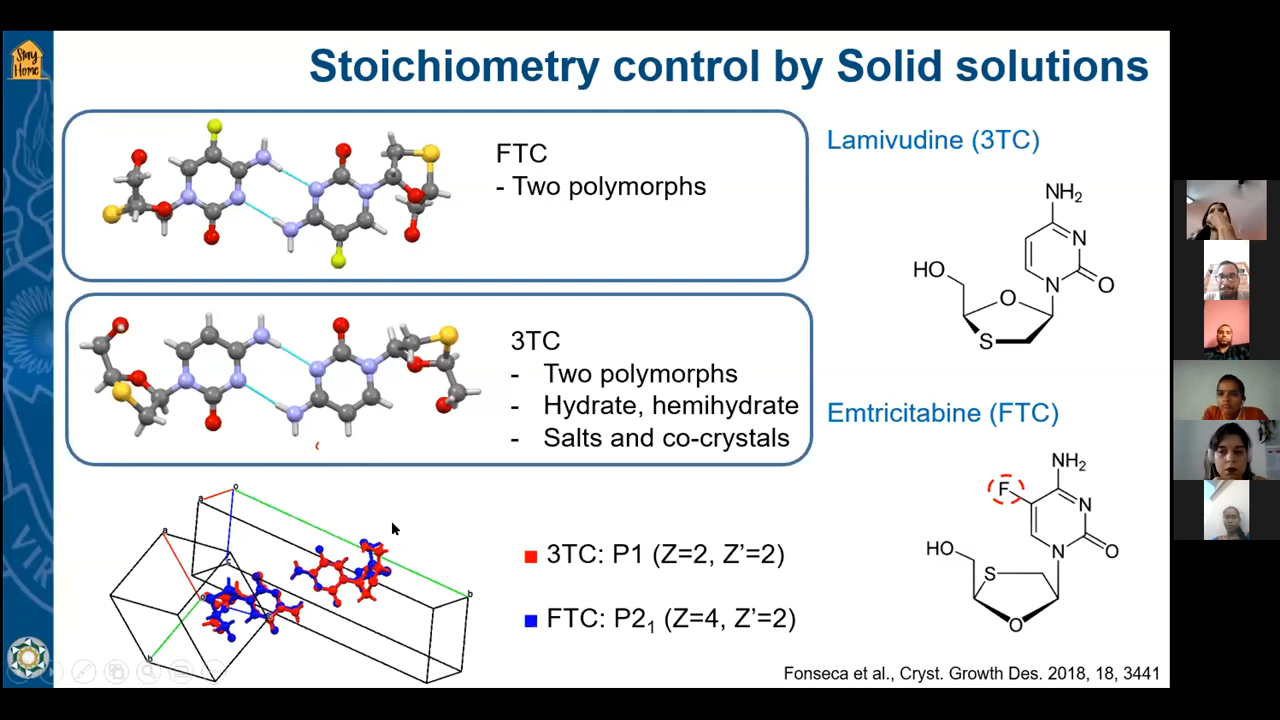 Stay
Home
Stoichiometry control by Solid solutions
FTC
- Two polymorphs
3TC
- Two polymorphs
- Hydrate, hemihydrate
- Salts and co-crystals
Lamivudine (3TC)
NH2
N
HO
O
N
O
S
Emtricitabine (FTC)
NH2
F
N
HO
S
N
O
O
a
o
a
c
o
b
b
■ 3TC: P1 (Z=2, Z’=2)
■ FTC: P21 (Z=4, Z’=2)
Fonseca et al., Cryst. Growth Des. 2018, 18, 3441